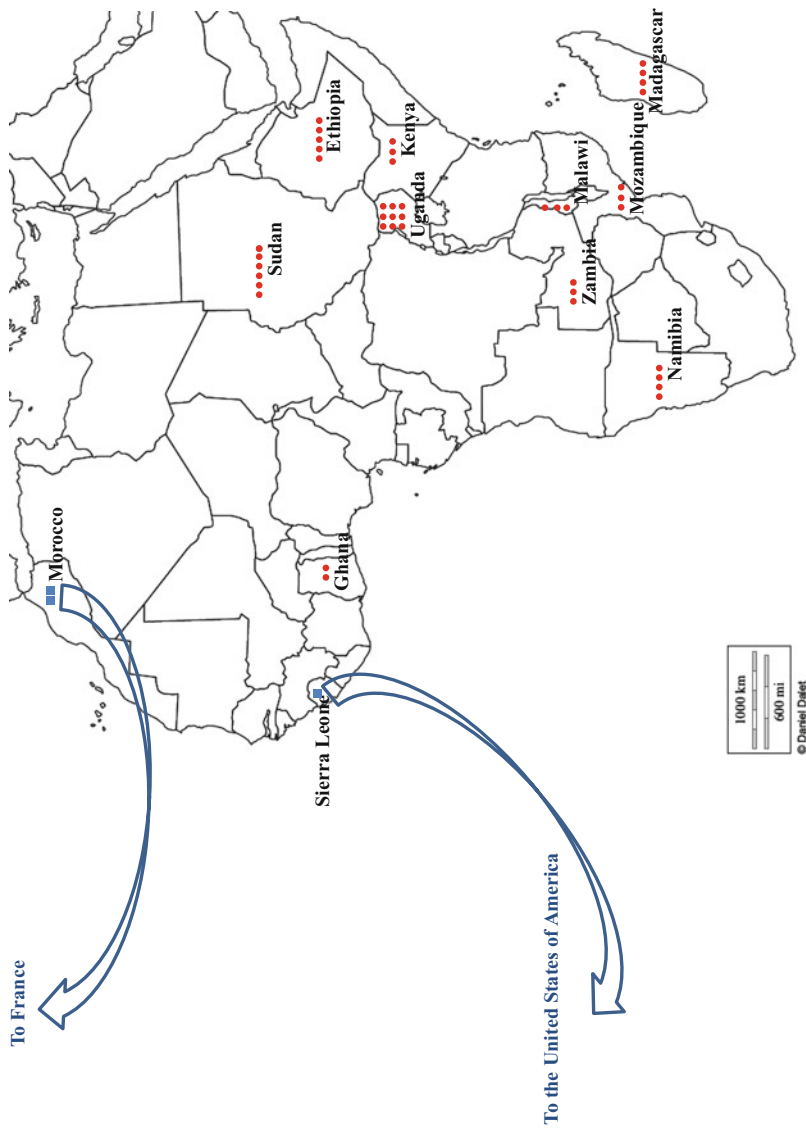 To France
Morocco
Sudan
Ethiopia
Kenya
Uganda
Ghana
Sierra Leone
Malawi
Mozambique
Madagascar
Zambia
Namibia
To the United States of America
1000 km
600 mi
© Daniel Dalet